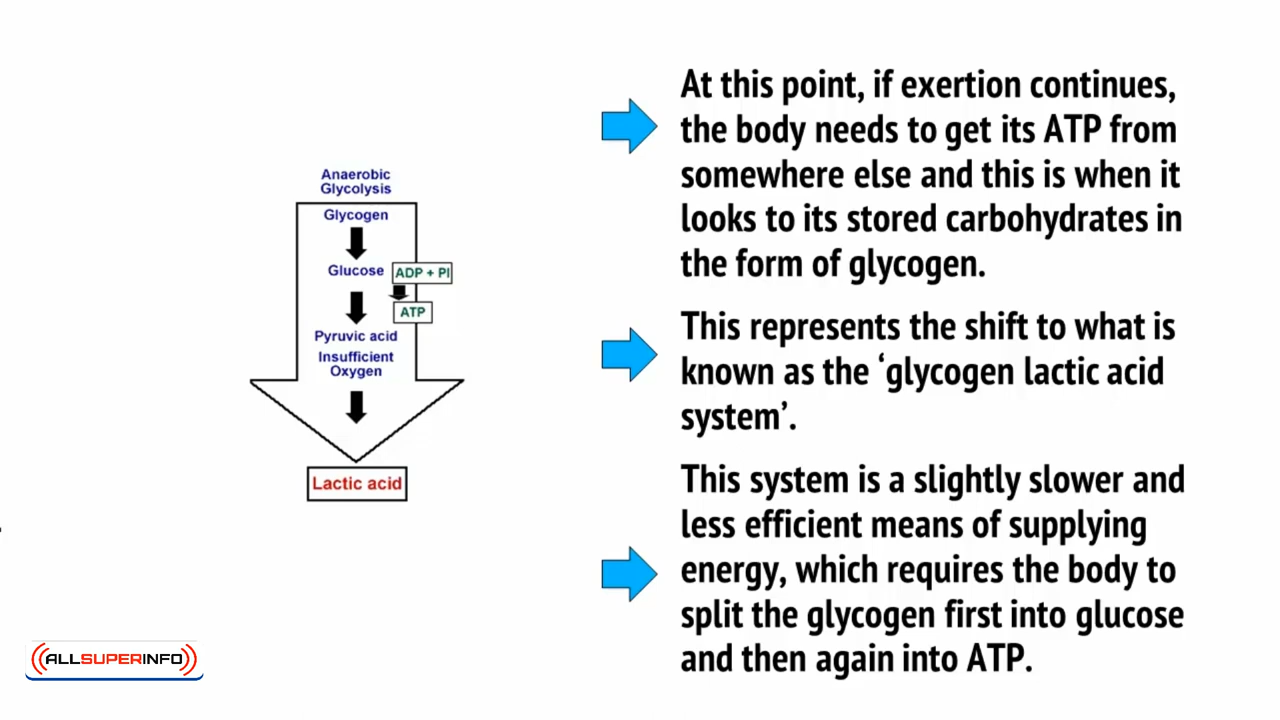 Anaerobic
Glycolysis
Glycogen
Glucose
ADP + PI
ATP
Pyruvic acid
Insufficient
Oxygen
Lactic acid
At this point, if exertion continues,
the body needs to get its ATP from
somewhere else and this is when it
looks to its stored carbohydrates in
the form of glycogen.
This represents the shift to what is
known as the ‘glycogen lactic acid
system’.
This system is a slightly slower and
less efficient means of supplying
energy, which requires the body to
split the glycogen first into glucose
and then again into ATP.
ALLSUPERINFO